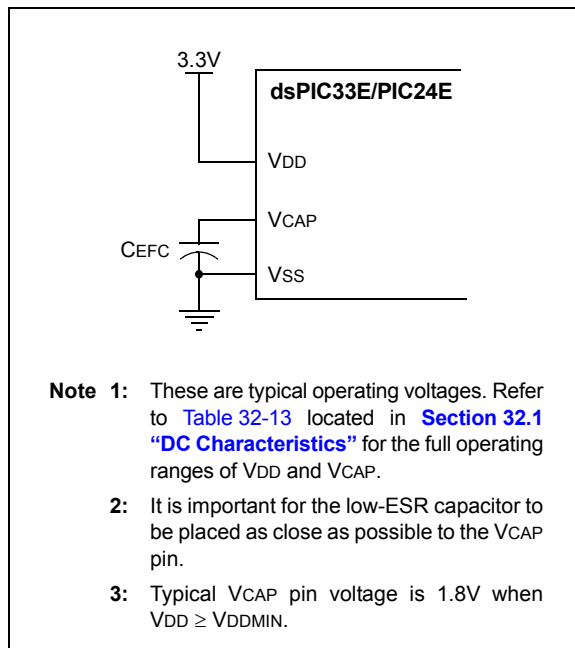 3.3V
dsPIC33E/PIC24E
VDD
VCAP
CEFC
VSS
Note 1: These are typical operating voltages. Refer
to Table 32-13 located in Section 32.1
“DC Characteristics” for the full operating
ranges of VDD and VCAP.
2: It is important for the low-ESR capacitor to
be placed as close as possible to the VCAP
pin.
3: Typical VCAP pin voltage is 1.8V when
VDD ≥ VDDMIN.